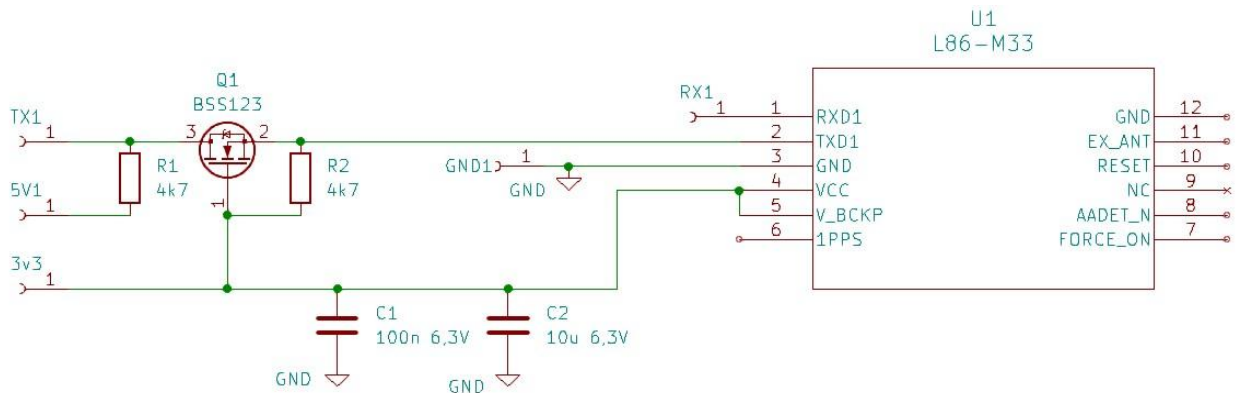 U1
L86-M33
Q1
BSS123
TX1
1
3
2
1
R1
4k7
R2
4k7
5V1
1
3v3
1
RX1
1
GND1
1
GND
C1
100n 6,3V
GND
C2
10u 6,3V
GND
1 RXD1
2 TXD1
3 GND
4 VCC
5 V_BCKP
6 1PPS
GND 12
EX_ANT 11
RESET 10
NC 9
AADET_N 8
FORCE_ON 7